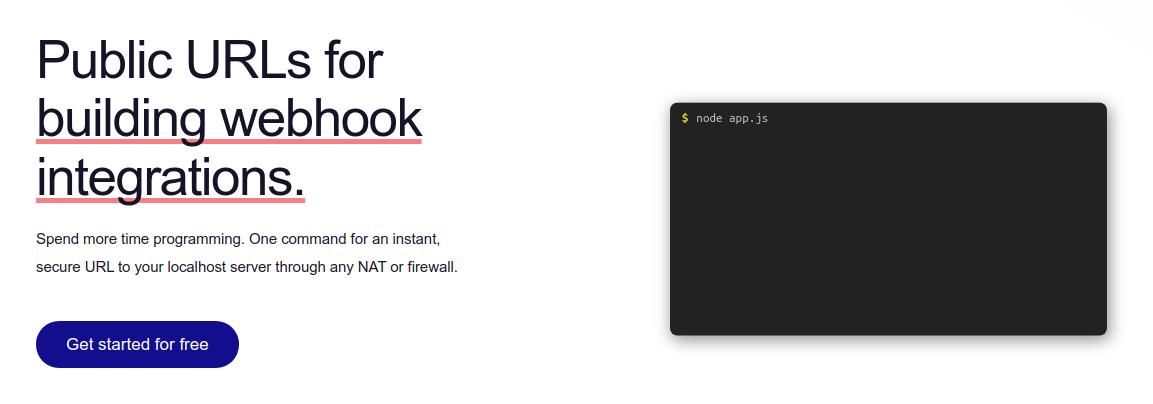 Public URLs for
building webhook
integrations.
Spend more time programming. One command for an instant,
secure URL to your localhost server through any NAT or firewall.
Get started for free
$ node app.js